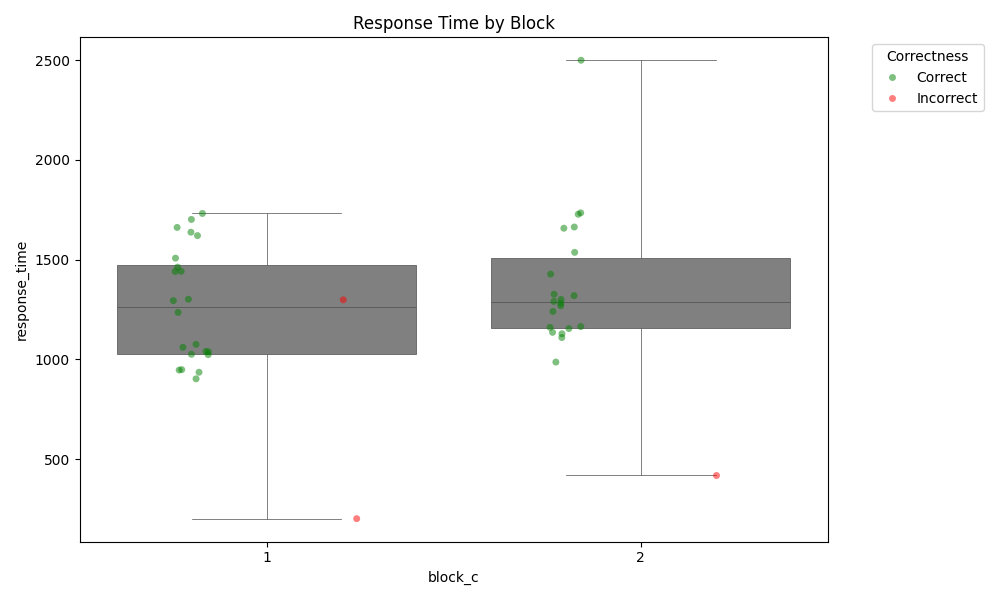 Response Time by Block
Correctness
Correct
Incorrect
2500
2000
1500
1000
500
response_time
1
2
block_c